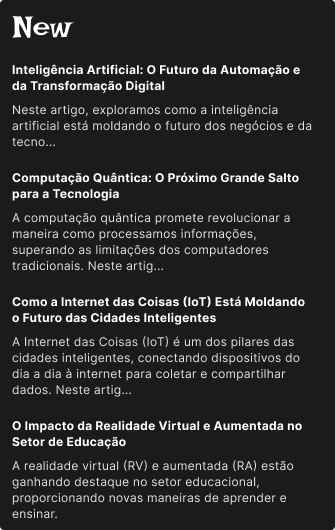 New
Inteligência Artificial: O Futuro da Automação e
da Transformação Digital
Neste artigo, exploramos como a inteligência
artificial está moldando o futuro dos negócios e da
tecno...
Computação Quântica: O Próximo Grande Salto
para a Tecnologia
A computação quântica promete revolucionar a
maneira como processamos informações,
superando as limitações dos computadores
tradicionais. Neste artig...
Como a Internet das Coisas (IoT) Está Moldando
o Futuro das Cidades Inteligentes
A Internet das Coisas (IoT) é um dos pilares das
cidades inteligentes, conectando dispositivos do
dia a dia à internet para coletar e compartilhar
dados. Neste artig...
O Impacto da Realidade Virtual e Aumentada no
Setor de Educação
A realidade virtual (RV) e aumentada (RA) estão
ganhando destaque no setor educacional,
proporcionando novas maneiras de aprender e
ensinar.